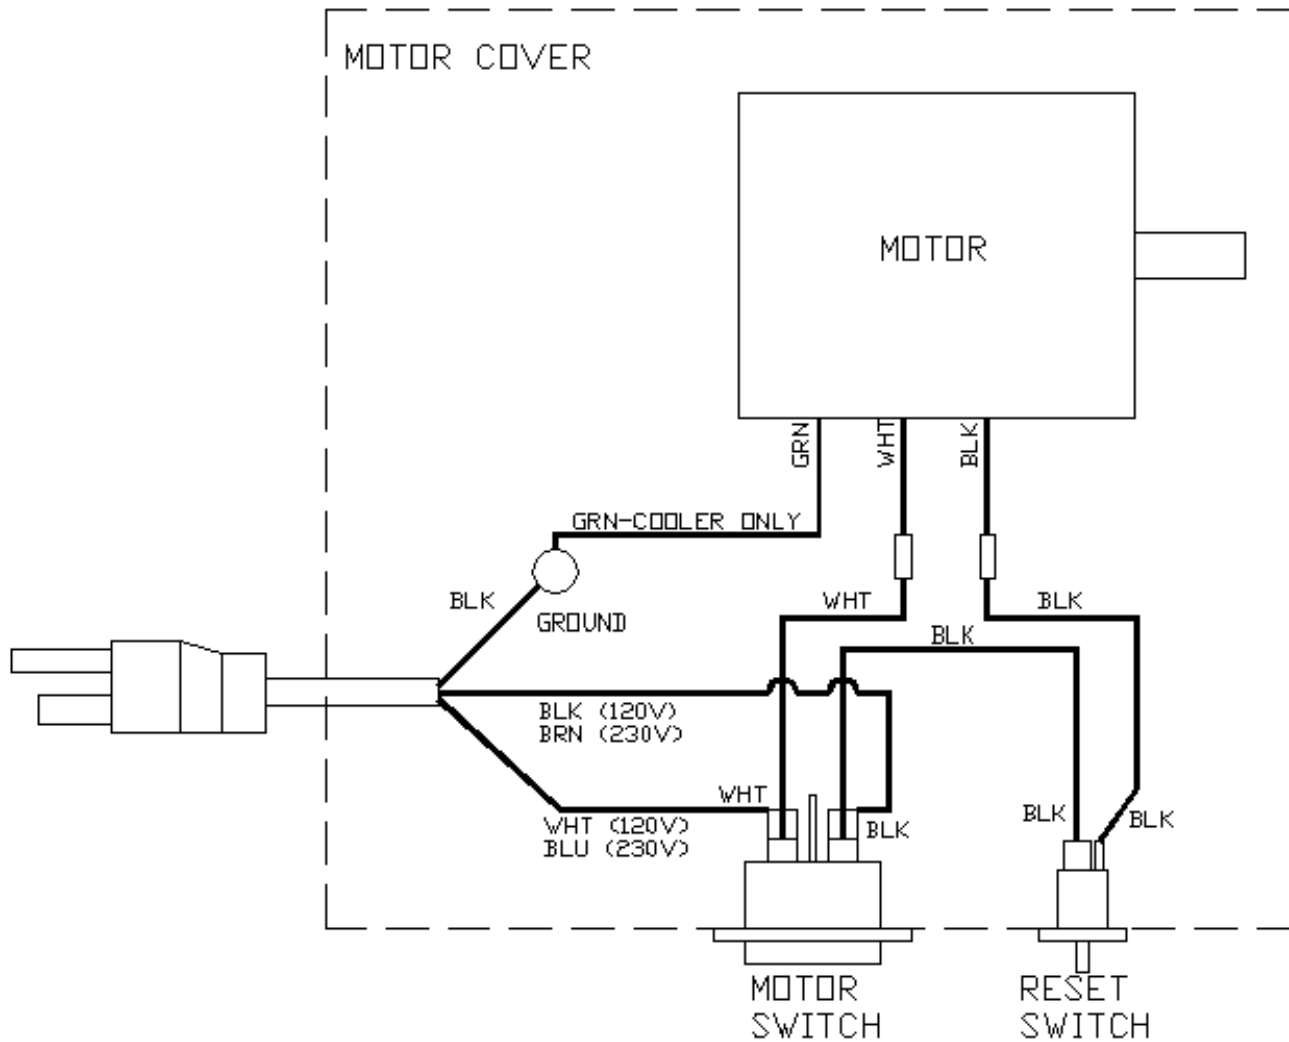 MOTOR COVER
MOTOR
GRN
WHT
BLK
GRN-COOLER ONLY
BLK
GROUND
WHT
BLK
BLK
BLK (120V)
BRN (230V)
WHT
WHT (120V)
BLU (230V)
BLK
BLK
BLK
MOTOR
SWITCH
RESET
SWITCH